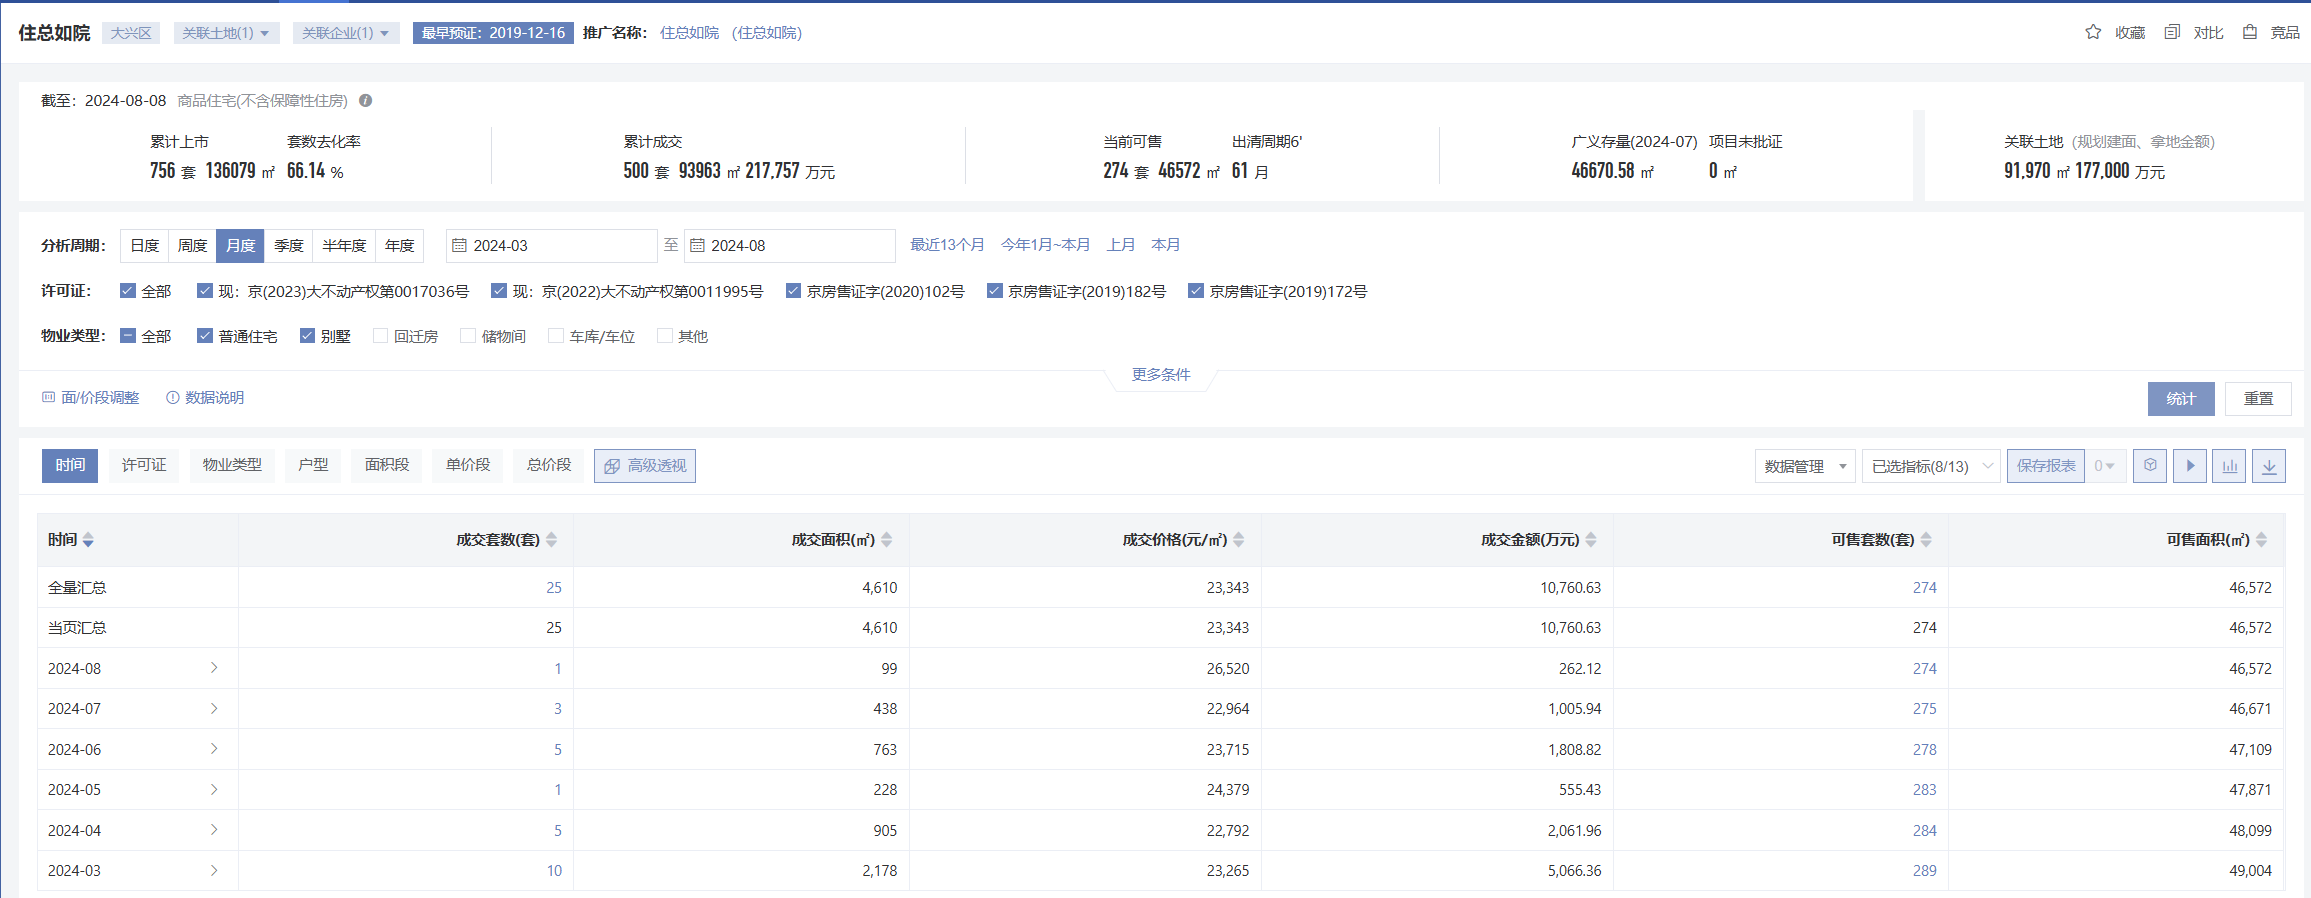 住总如院 大兴区 关联土地(1) 关联企业(1) 最早预证：2019-12-16 推广名称： 住总如院 (住总如院) 收藏 对比 竞品
截至：2024-08-08 商品住宅(不含保障性住房)
累计上市 套数去化率 累计成交 当前可售 出清周期6' 广义存量(2024-07) 项目未批证 关联土地 (规划建面、拿地金额)
756 套 136079 ㎡ 66.14 % 500 套 93963 ㎡ 217,757 万元 274 套 46572 ㎡ 61 月 46670.58 ㎡ 0 ㎡ 91,970 ㎡ 177,000 万元
分析周期： 日度 周度 月度 季度 半年度 年度 2024-03 至 2024-08 最近13个月 今年1月~本月 上月 本月
许可证： 全部 现：京(2023)大不动产权第0017036号 现：京(2022)大不动产权第0011995号 京房售证字(2020)102号 京房售证字(2019)182号 京房售证字(2019)172号
物业类型： 全部 普通住宅 别墅 回迁房 储物间 车库/车位 其他
更多条件
面/价段调整 数据说明 统计 重置
时间 许可证 物业类型 户型 面积段 单价段 总价段 高级透视 数据管理 已选指标(8/13) 保存报表 0
时间 成交套数(套) 成交面积(㎡) 成交价格(元/㎡) 成交金额(万元) 可售套数(套) 可售面积(㎡)
全量汇总 25 4,610 23,343 10,760.63 274 46,572
当页汇总 25 4,610 23,343 10,760.63 274 46,572
2024-08 1 99 26,520 262.12 274 46,572
2024-07 3 438 22,964 1,005.94 275 46,671
2024-06 5 763 23,715 1,808.82 278 47,109
2024-05 1 228 24,379 555.43 283 47,871
2024-04 5 905 22,792 2,061.96 284 48,099
2024-03 10 2,178 23,265 5,066.36 289 49,004